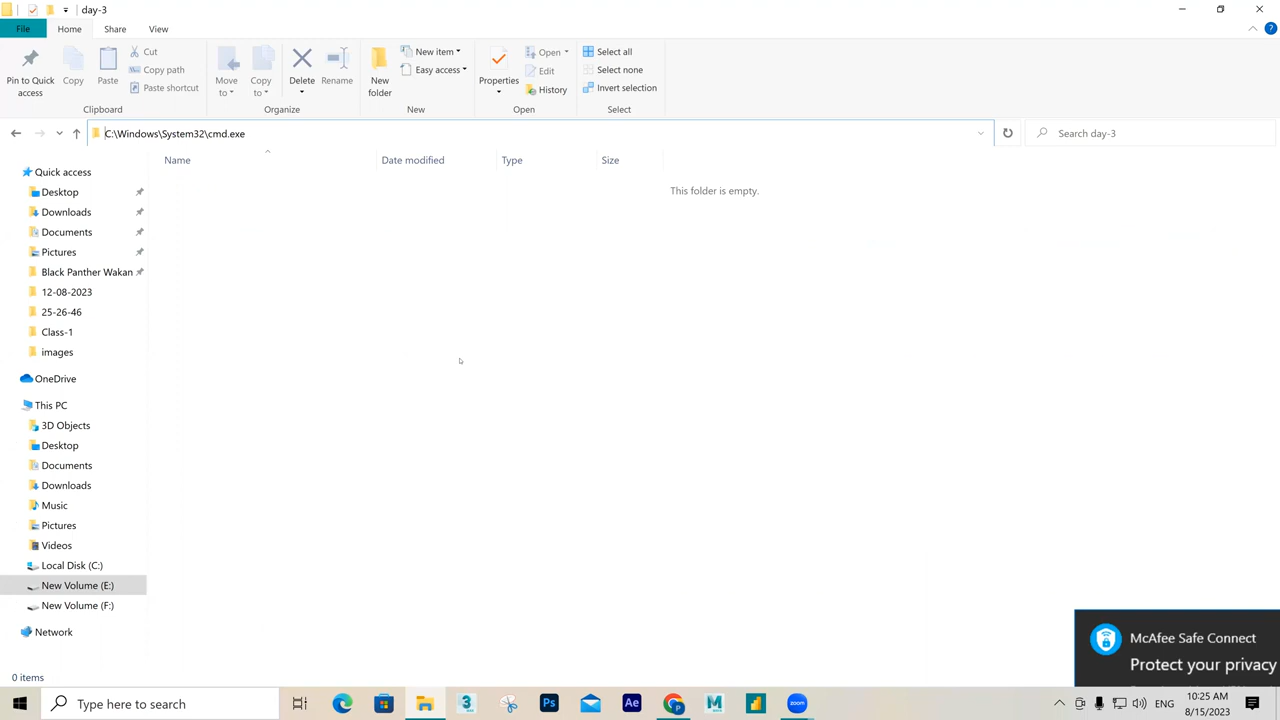 day-3
File
Home
Share
View
Pin to Quick
access
Copy
Paste
Cut
Copy path
Paste shortcut
Clipboard
Move
to
Copy
to
Delete
Rename
Organize
New
folder
New item
Easy access
New
Properties
Open
Edit
History
Open
Select all
Select none
Invert selection
Select
C:\Windows\System32\cmd.exe
Search day-3
Name
Date modified
Type
Size
This folder is empty.
Quick access
Desktop
Downloads
Documents
Pictures
Black Panther Wakan
12-08-2023
25-26-46
Class-1
images
OneDrive
This PC
3D Objects
Desktop
Documents
Downloads
Music
Pictures
Videos
Local Disk (C:)
New Volume (E:)
New Volume (F:)
Network
0 items
McAfee Safe Connect
Protect your privacy
Type here to search
3
Ps
Ae
P
M
zoom
ENG
10:25 AM
8/15/2023